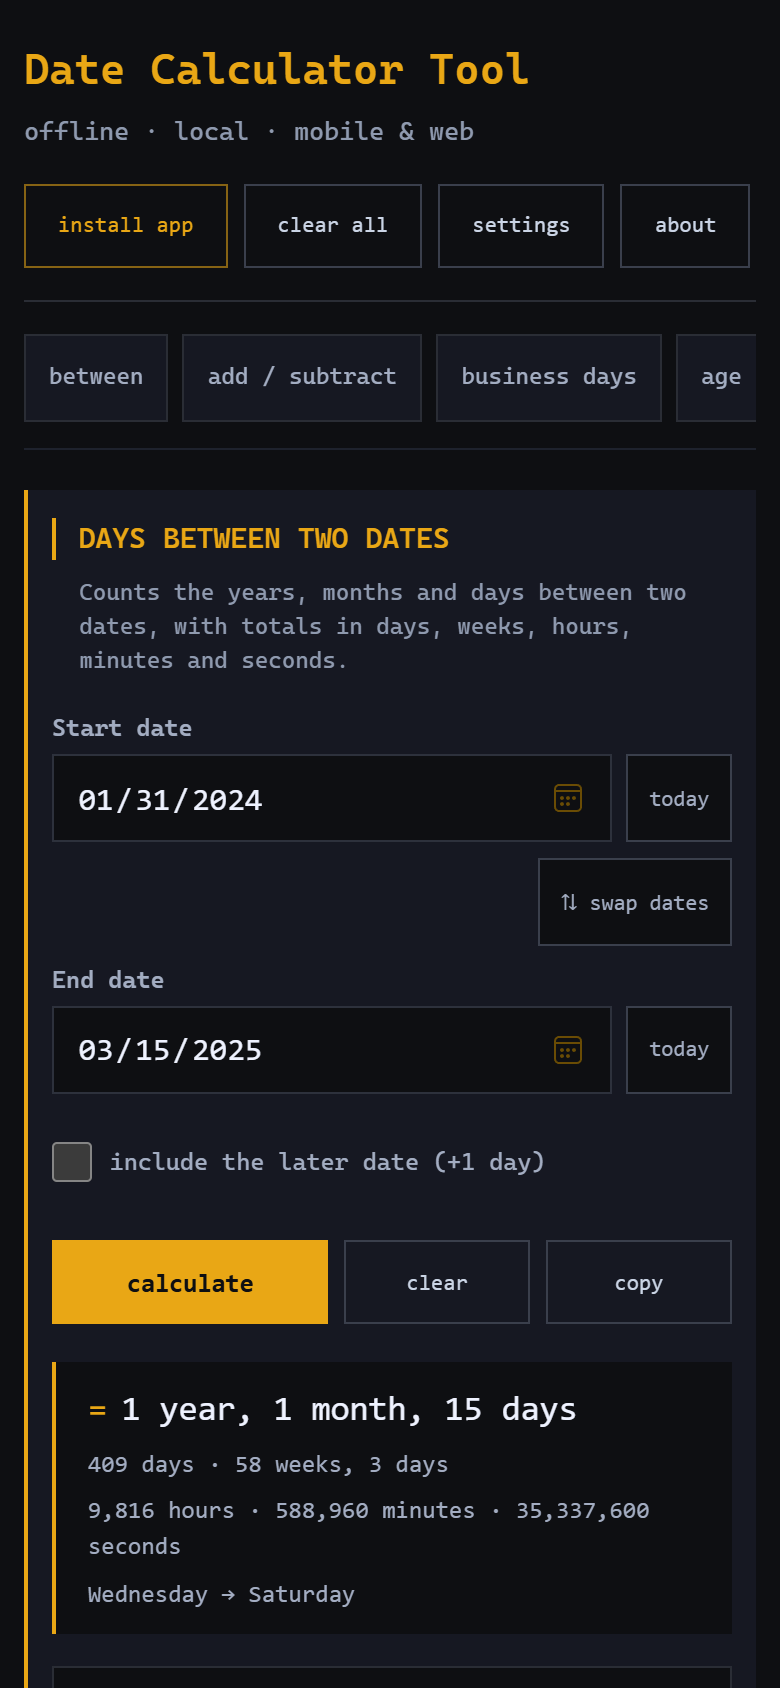 Date Calculator Tool
offline · local · mobile & web
install app
clear all
settings
about
between
add / subtract
business days
age
DAYS BETWEEN TWO DATES
Counts the years, months and days between two
dates, with totals in days, weeks, hours,
minutes and seconds.
Start date
01/31/2024
today
⇅ swap dates
End date
03/15/2025
today
include the later date (+1 day)
calculate
clear
copy
= 1 year, 1 month, 15 days
409 days · 58 weeks, 3 days
9,816 hours · 588,960 minutes · 35,337,600
seconds
Wednesday → Saturday